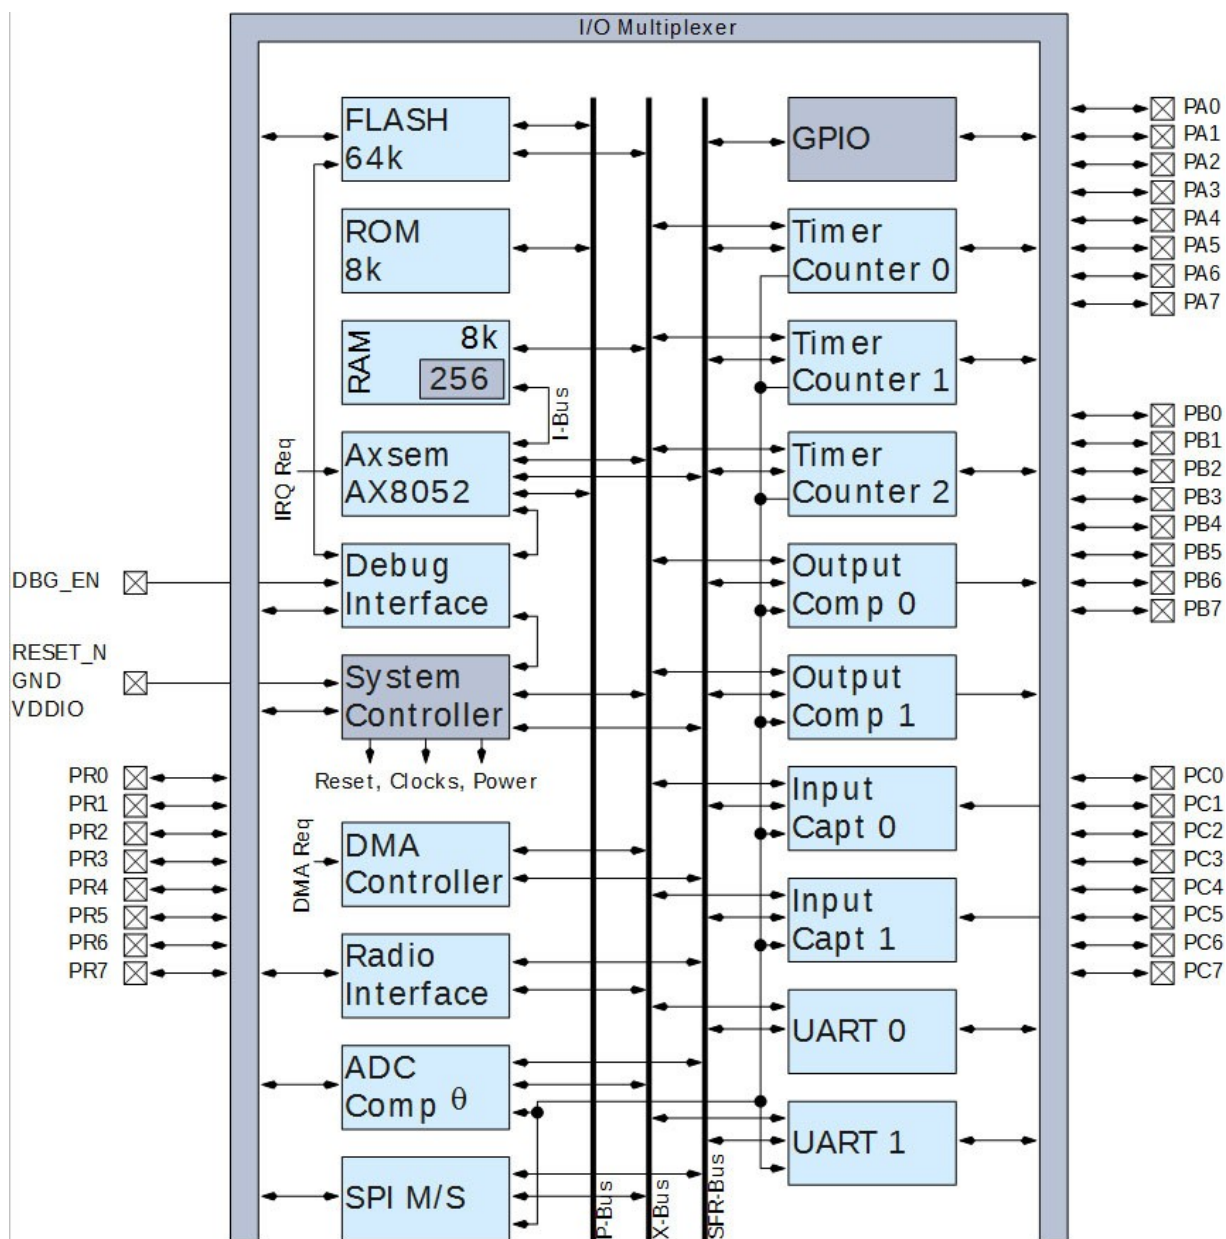 I/O Multiplexer
FLASH
64k
ROM
8k
RAM
8k
256
I-Bus
IRQ Req
Axsem
AX8052
Debug
Interface
DBG_EN
RESET_N
GND
VDDIO
System
Controller
Reset, Clocks, Power
PR0
PR1
PR2
PR3
PR4
PR5
PR6
PR7
DMA Req
DMA
Controller
Radio
Interface
ADC
Comp θ
SPI M/S
P-Bus
X-Bus
SFR-Bus
GPIO
Timer
Counter 0
Timer
Counter 1
Timer
Counter 2
Output
Comp 0
Output
Comp 1
Input
Capt 0
Input
Capt 1
UART 0
UART 1
PA0
PA1
PA2
PA3
PA4
PA5
PA6
PA7
PB0
PB1
PB2
PB3
PB4
PB5
PB6
PB7
PC0
PC1
PC2
PC3
PC4
PC5
PC6
PC7